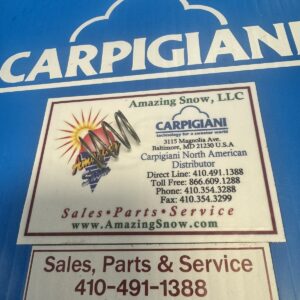 CARPIGIANI
Amazing Snow, LLC
CARPIGIANI
technology for a sweeter world
3115 Magnolia Ave.
Baltimore, MD 21230 U.S.A
Carpigiani North American
Distributor
Direct Line: 410.491.1388
Toll Free: 866.609.1288
Phone: 410.354.3288
Fax: 410.354.3299
Sales•Parts•Service
www.AmazingSnow.com
Sales, Parts & Service
410-491-1388